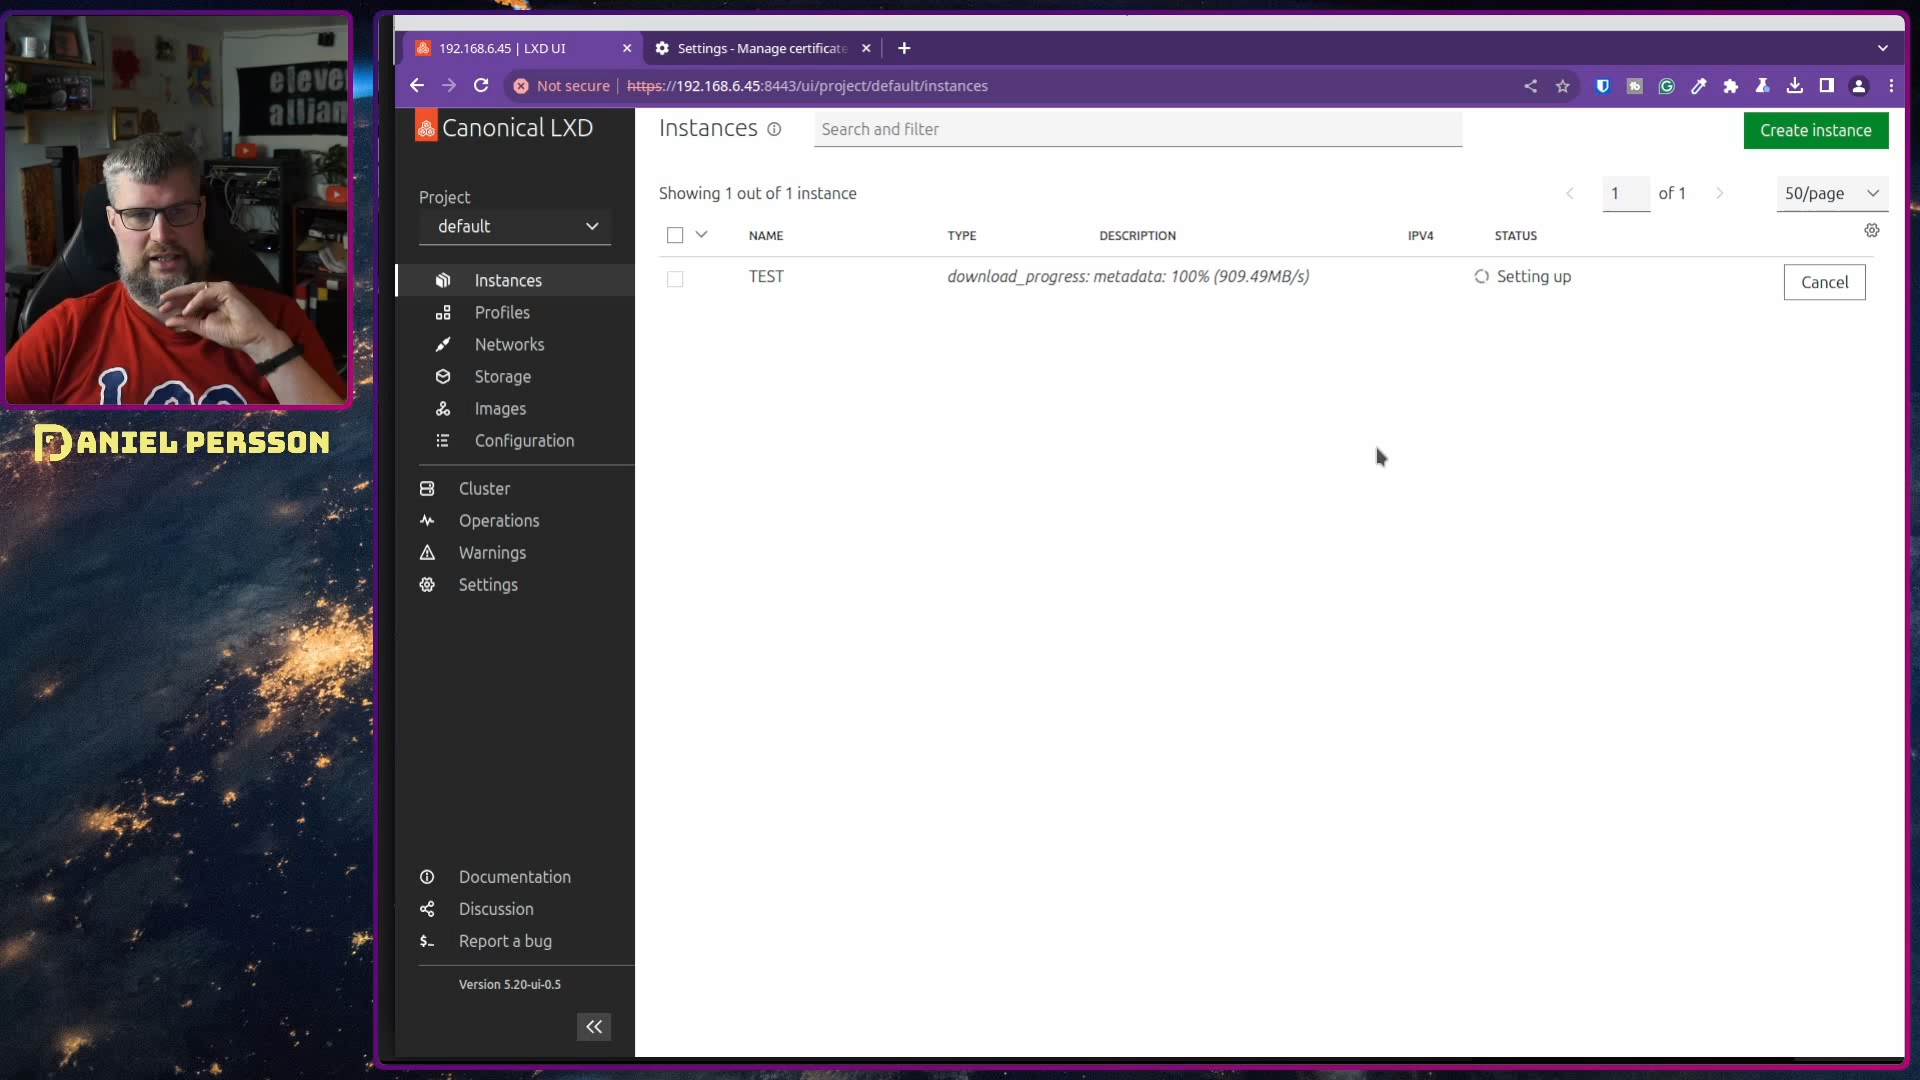 192.168.6.45 | LXD UI
Settings - Manage certificate
Not secure
https://192.168.6.45:8443/ui/project/default/instances
eleven
allian
DANIEL PERSSON
Canonical LXD
Project
default
Instances
Profiles
Networks
Storage
Images
Configuration
Cluster
Operations
Warnings
Settings
Documentation
Discussion
Report a bug
Version 5.20-ui-0.5
Instances
Search and filter
Create instance
Showing 1 out of 1 instance
1 of 1
50/page
NAME TYPE DESCRIPTION IPV4 STATUS
TEST download_progress: metadata: 100% (909.49MB/s) Setting up Cancel